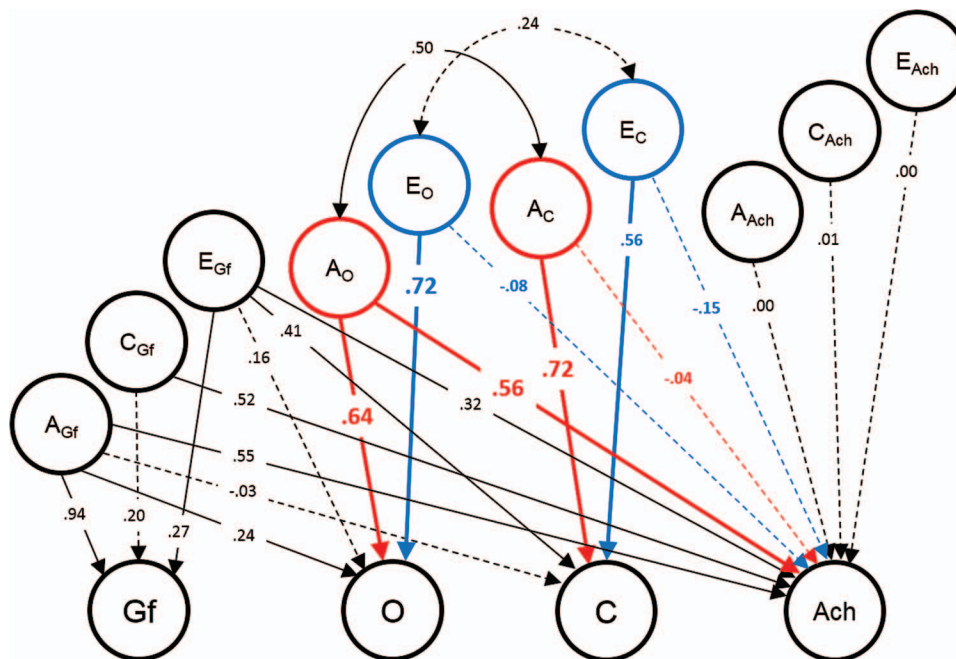 .24
.50
E_Ach
E_C
C_Ach
E_O
A_C
A_Ach
.00
E_Gf
A_O
.56
.01
.72
-.08
-.15
.00
C_Gf
.41
.16
.72
-.04
.56
.32
.64
.52
A_Gf
.55
-.03
.94
.20
.27
.24
Gf
O
C
Ach